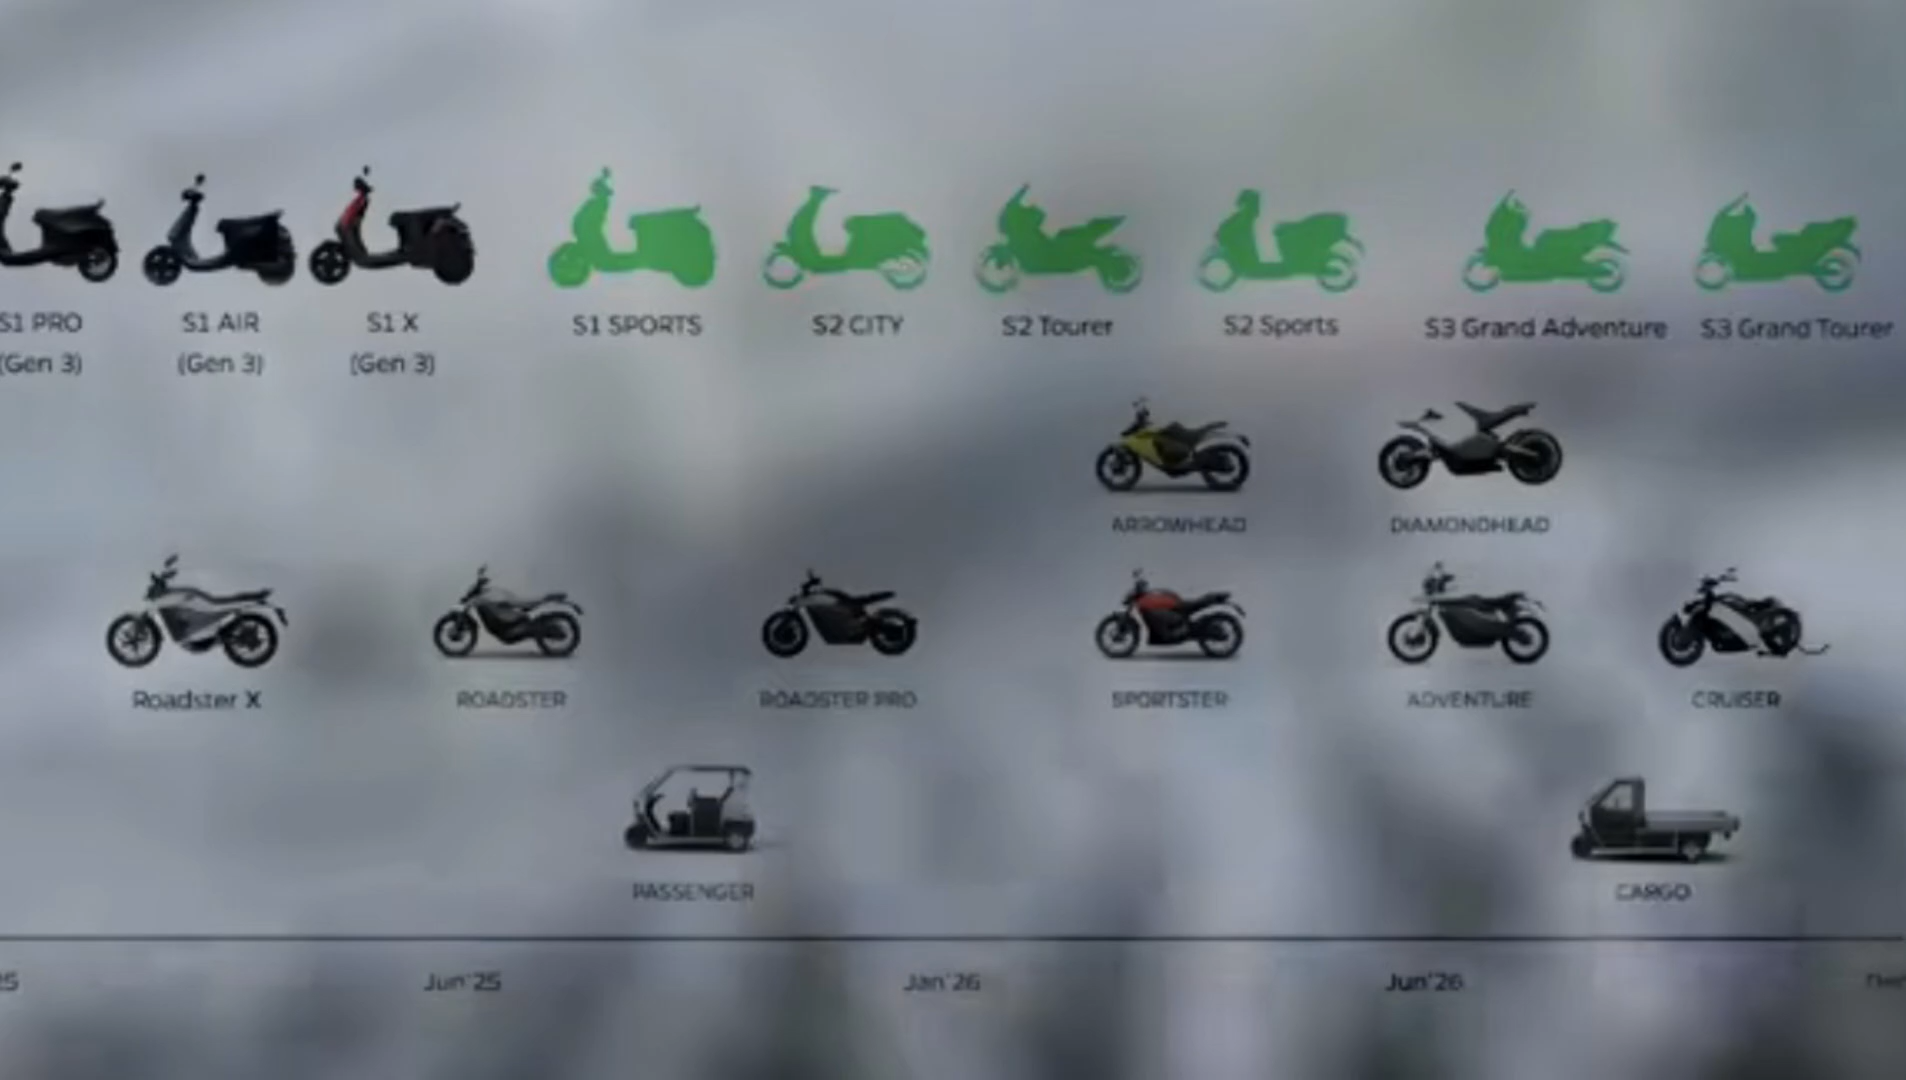 S1 PRO S1 AIR S1 X S1 SPORTS S2 CITY S2 Tourer S2 Sports S3 Grand Adventure S3 Grand Tourer
(Gen 3) (Gen 3) (Gen 3)
ARROWHEAD DIAMONDHEAD
Roadster X ROADSTER ROADSTER PRO SPORTSTER ADVENTURE CRUISER
PASSENGER CARGO
Jun'25 Jan'26 Jun'26